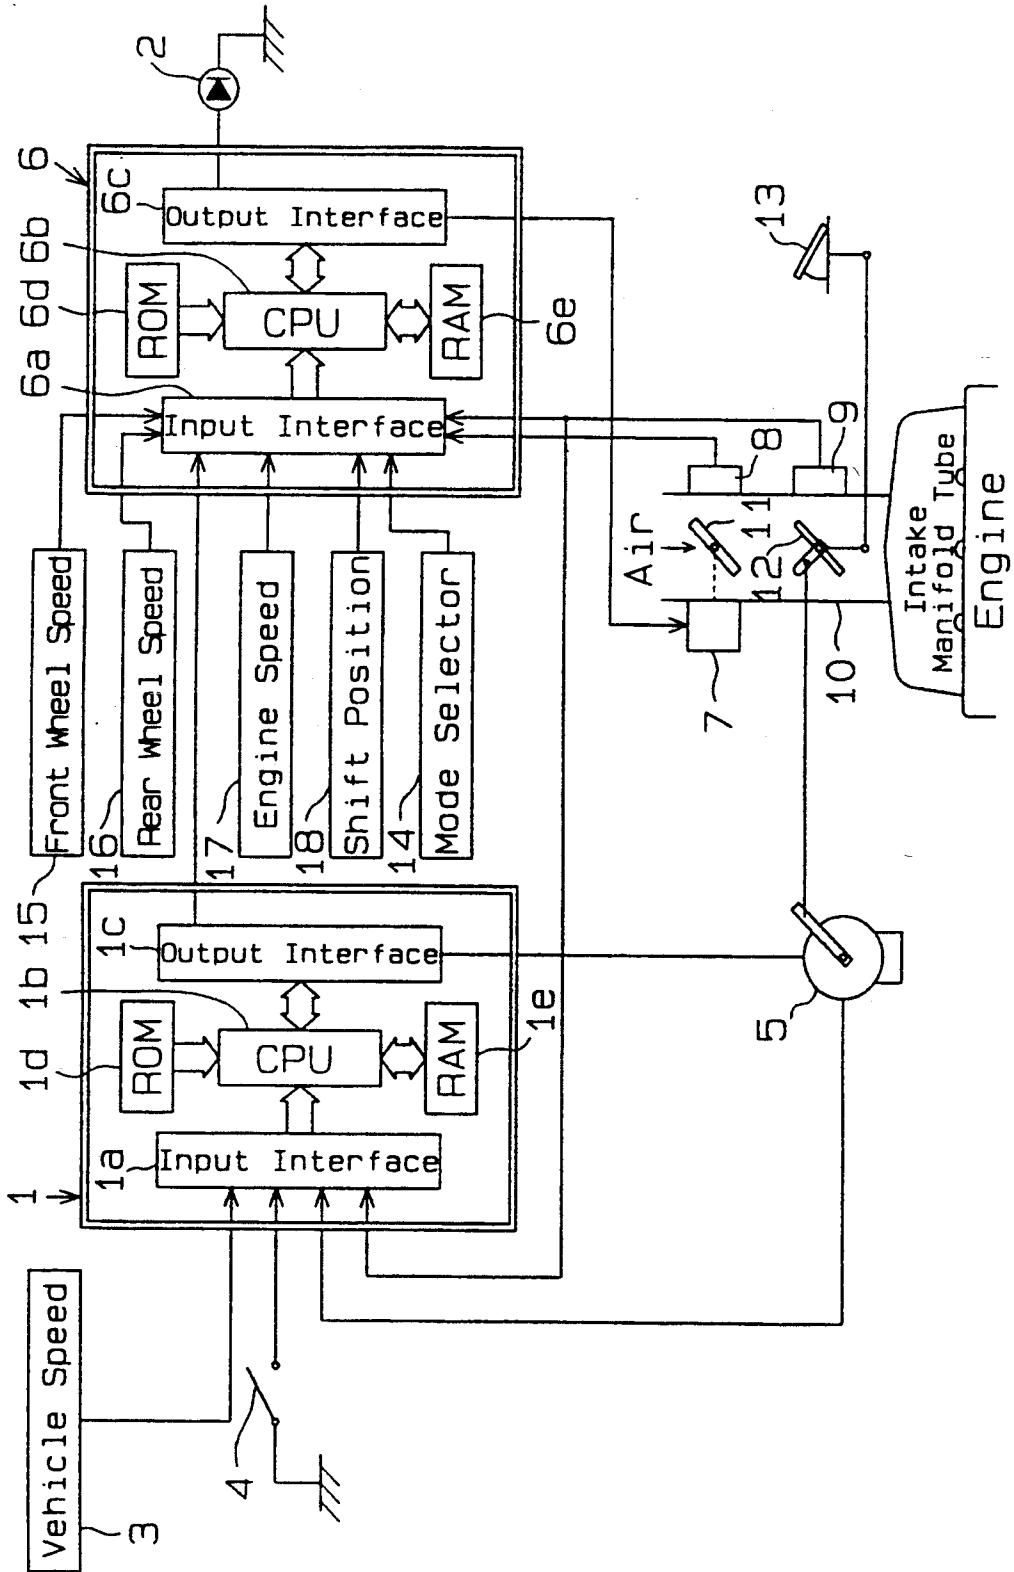 Vehicle Speed
3
4
1
1a
Input Interface
1d
ROM
1b
CPU
RAM
1e
1c
Output Interface
15
Front Wheel Speed
16
Rear Wheel Speed
17
Engine Speed
18
Shift Position
14
Mode Selector
6
6a
Input Interface
6d
ROM
6b
CPU
RAM
6e
6c
Output Interface
2
5
7
Air
8
11
12
9
10
13
Intake
Manifold Tube
Engine